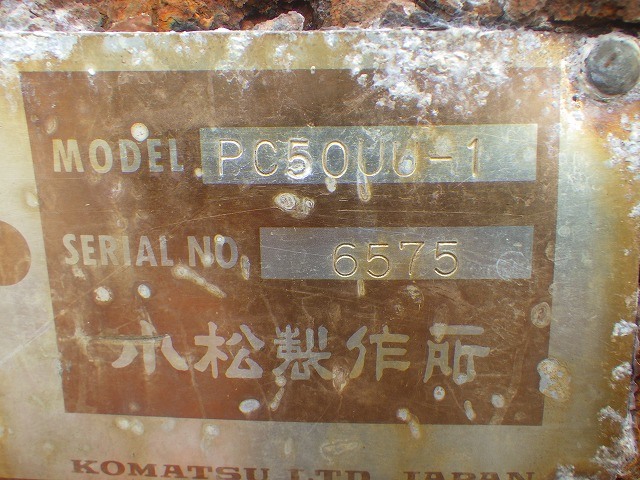 MODEL PC50UU-1
SERIAL NO. 6575
小松製作所
KOMATSU LTD. JAPAN